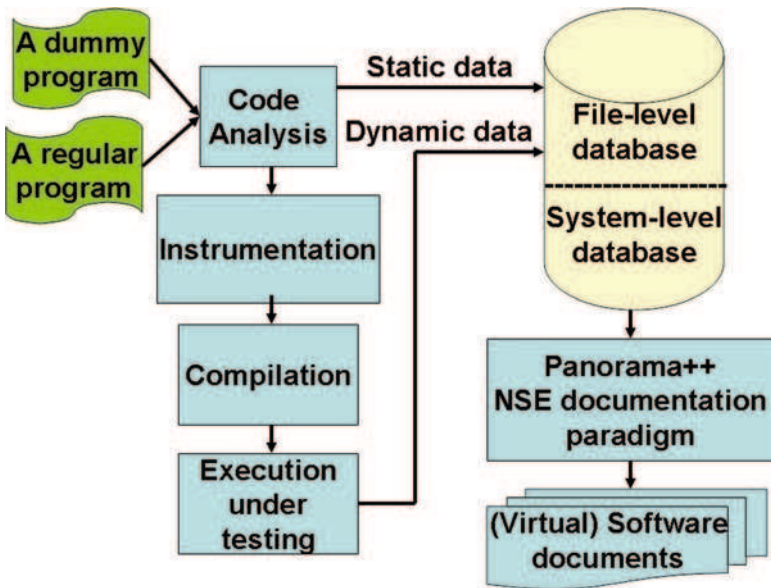 A dummy
program
A regular
program
Code
Analysis
Static data
Dynamic data
File-level
database
System-level
database
Instrumentation
Compilation
Execution
under
testing
Panorama++
NSE documentation
paradigm
(Virtual) Software
documents